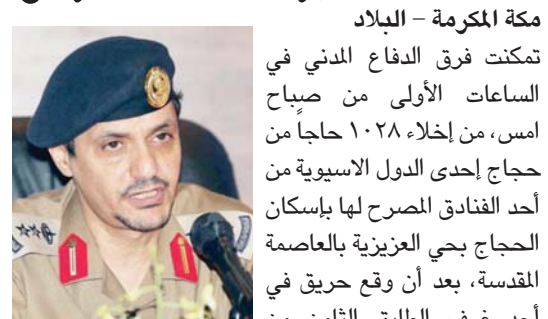 مكة المكرمة – البلاد
تمكنت فرق الدفاع المدني في
الساعات الأولى من صباح
امس، من إخلاء ١٠٢٨ حاجاً من
حجاج إحدى الدول الاسيوية من
أحد الفنادق المصرح لها بإسكان
الحجاج بحي العزيزية بالعاصمة
المقدسة، بعد أن وقع حريق في